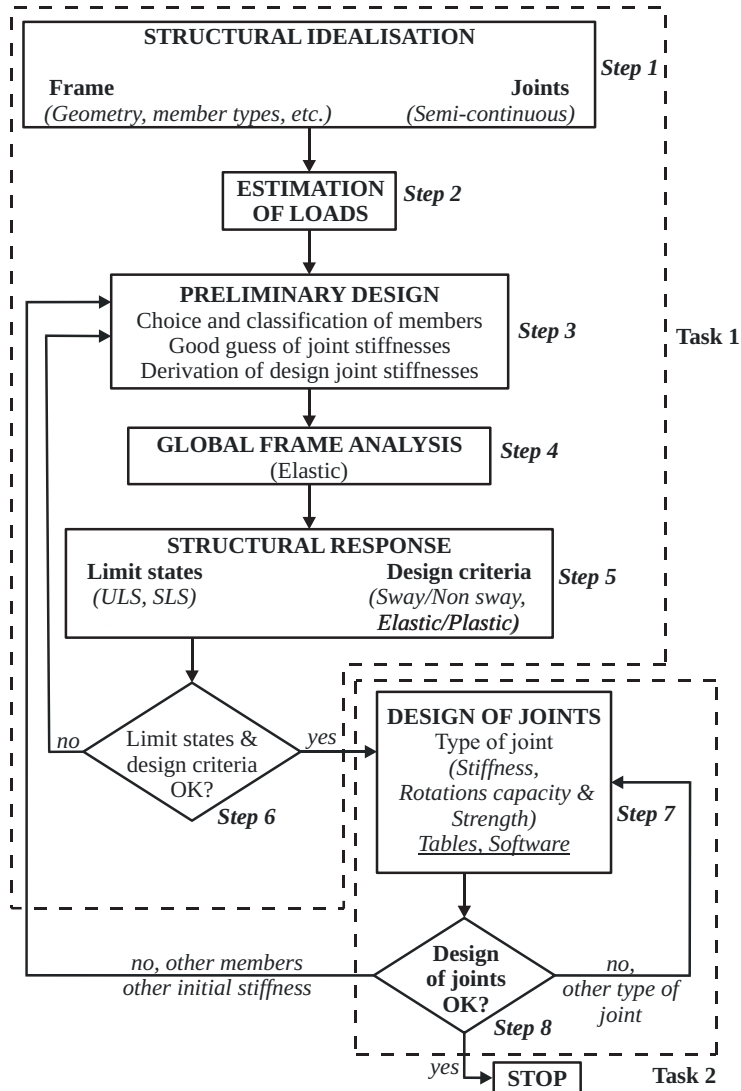 STRUCTURAL IDEALISATION
Step 1
Frame
Joints
(Geometry, member types, etc.)
(Semi-continuous)
ESTIMATION
OF LOADS
Step 2
PRELIMINARY DESIGN
Choice and classification of members
Good guess of joint stiffnesses
Derivation of design joint stiffnesses
Step 3
Task 1
GLOBAL FRAME ANALYSIS
(Elastic)
Step 4
STRUCTURAL RESPONSE
Limit states
Design criteria
(ULS, SLS)
(Sway/Non sway,
Elastic/Plastic)
Step 5
no
Limit states &
design criteria
OK?
yes
Step 6
DESIGN OF JOINTS
Type of joint
(Stiffness,
Rotations capacity &
Strength)
Tables, Software
Step 7
no, other members
other initial stiffness
Design
of joints
OK?
no,
other type of
joint
Step 8
yes
STOP
Task 2